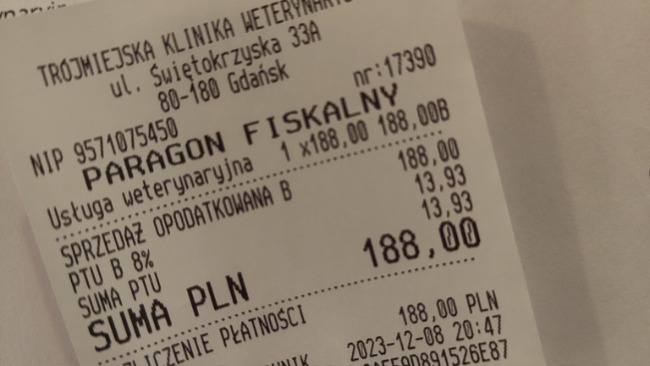 TRÓJMIEJSKA KLINIKA
ul. Świętokrzyska 33A
80-180 Gdańsk
nr:17390
NIP 9571075450
PARAGON FISKALNY
Usługa weterynaryjna 1 x188,00 188,00B
SPRZEDAŻ OPODATKOWANA B 188,00
PTU B 8% 13,93
SUMA PTU 13,93
SUMA PLN 188,00
PŁATNOŚCI
188,00 PLN
2023-12-08 20:47